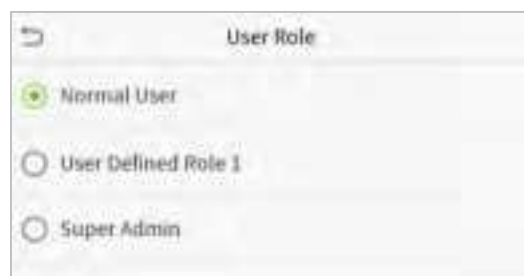 User Role
Normal User
User Defined Role 1
Super Admin